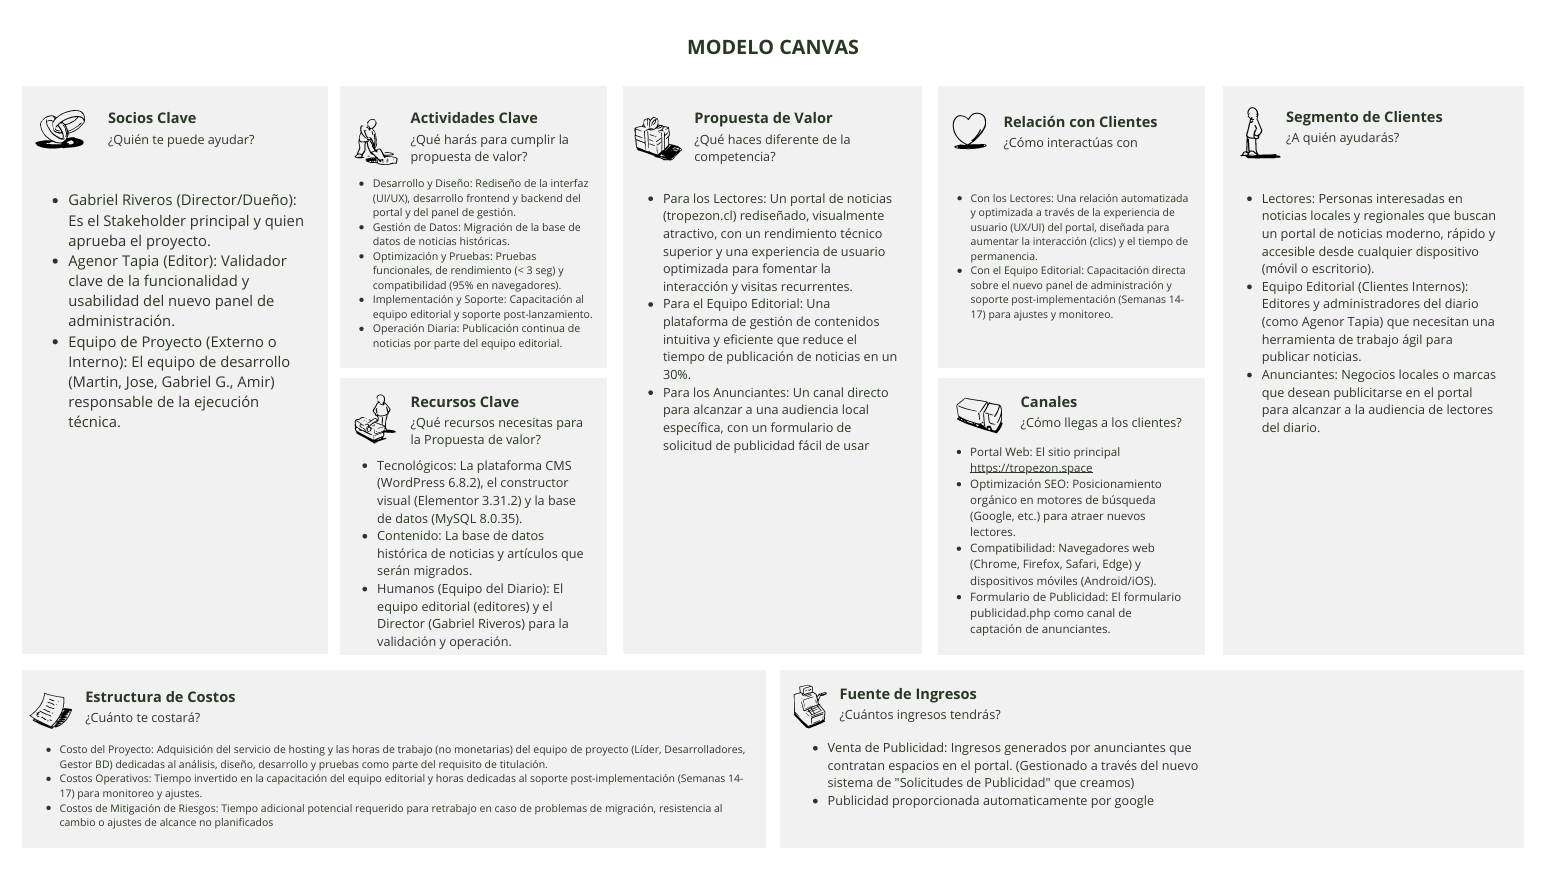 MODELO CANVAS
Socios Clave
¿Quién te puede ayudar?
Gabriel Riveros (Director/Dueño):
Es el Stakeholder principal y quien
aprueba el proyecto.
Agenor Tapia (Editor): Validador
clave de la funcionalidad y
usabilidad del nuevo panel de
administración.
Equipo de Proyecto (Externo o
Interno): El equipo de desarrollo
(Martin, Jose, Gabriel G., Amir)
responsable de la ejecución
técnica.
Actividades Clave
¿Qué harás para cumplir la
propuesta de valor?
Desarrollo y Diseño: Rediseño de la interfaz
(UI/UX), desarrollo frontend y backend del
portal y del panel de gestión.
Gestión de Datos: Migración de la base de
datos de noticias históricas.
Optimización y Pruebas: Pruebas
funcionales, de rendimiento (< 3 seg) y
compatibilidad (95% en navegadores).
Implementación y Soporte: Capacitación al
equipo editorial y soporte post-lanzamiento.
Operación Diaria: Publicación continua de
noticias por parte del equipo editorial.
Recursos Clave
¿Qué recursos necesitas para
la Propuesta de valor?
Tecnológicos: La plataforma CMS
(WordPress 6.8.2), el constructor
visual (Elementor 3.31.2) y la base
de datos (MySQL 8.0.35).
Contenido: La base de datos
histórica de noticias y artículos que
serán migrados.
Humanos (Equipo del Diario): El
equipo editorial (editores) y el
Director (Gabriel Riveros) para la
validación y operación.
Propuesta de Valor
¿Qué haces diferente de la
competencia?
Para los Lectores: Un portal de noticias
(tropezon.cl) rediseñado, visualmente
atractivo, con un rendimiento técnico
superior y una experiencia de usuario
optimizada para fomentar la
interacción y visitas recurrentes.
Para el Equipo Editorial: Una
plataforma de gestión de contenidos
intuitiva y eficiente que reduce el
tiempo de publicación de noticias en un
30%.
Para los Anunciantes: Un canal directo
para alcanzar a una audiencia local
específica, con un formulario de
solicitud de publicidad fácil de usar
Relación con Clientes
¿Cómo interactúas con
Con los Lectores: Una relación automatizada
y optimizada a través de la experiencia de
usuario (UX/UI) del portal, diseñada para
aumentar la interacción (clics) y el tiempo de
permanencia.
Con el Equipo Editorial: Capacitación directa
sobre el nuevo panel de administración y
soporte post-implementación (Semanas 14-
17) para ajustes y monitoreo.
Canales
¿Cómo llegas a los clientes?
Portal Web: El sitio principal
https://tropezon.space
Optimización SEO: Posicionamiento
orgánico en motores de búsqueda
(Google, etc.) para atraer nuevos
lectores.
Compatibilidad: Navegadores web
(Chrome, Firefox, Safari, Edge) y
dispositivos móviles (Android/iOS).
Formulario de Publicidad: El formulario
publicidad.php como canal de
captación de anunciantes.
Segmento de Clientes
¿A quién ayudarás?
Lectores: Personas interesadas en
noticias locales y regionales que buscan
un portal de noticias moderno, rápido y
accesible desde cualquier dispositivo
(móvil o escritorio).
Equipo Editorial (Clientes Internos):
Editores y administradores del diario
(como Agenor Tapia) que necesitan una
herramienta de trabajo ágil para
publicar noticias.
Anunciantes: Negocios locales o marcas
que desean publicitarse en el portal
para alcanzar a la audiencia de lectores
del diario.
Estructura de Costos
¿Cuánto te costará?
Costo del Proyecto: Adquisición del servicio de hosting y las horas de trabajo (no monetarias) del equipo de proyecto (Líder, Desarrolladores,
Gestor BD) dedicadas al análisis, diseño, desarrollo y pruebas como parte del requisito de titulación.
Costos Operativos: Tiempo invertido en la capacitación del equipo editorial y horas dedicadas al soporte post-implementación (Semanas 14-
17) para monitoreo y ajustes.
Costos de Mitigación de Riesgos: Tiempo adicional potencial requerido para retrabajo en caso de problemas de migración, resistencia al
cambio o ajustes de alcance no planificados
Fuente de Ingresos
¿Cuántos ingresos tendrás?
Venta de Publicidad: Ingresos generados por anunciantes que
contratan espacios en el portal. (Gestionado a través del nuevo
sistema de "Solicitudes de Publicidad" que creamos)
Publicidad proporcionada automaticamente por google